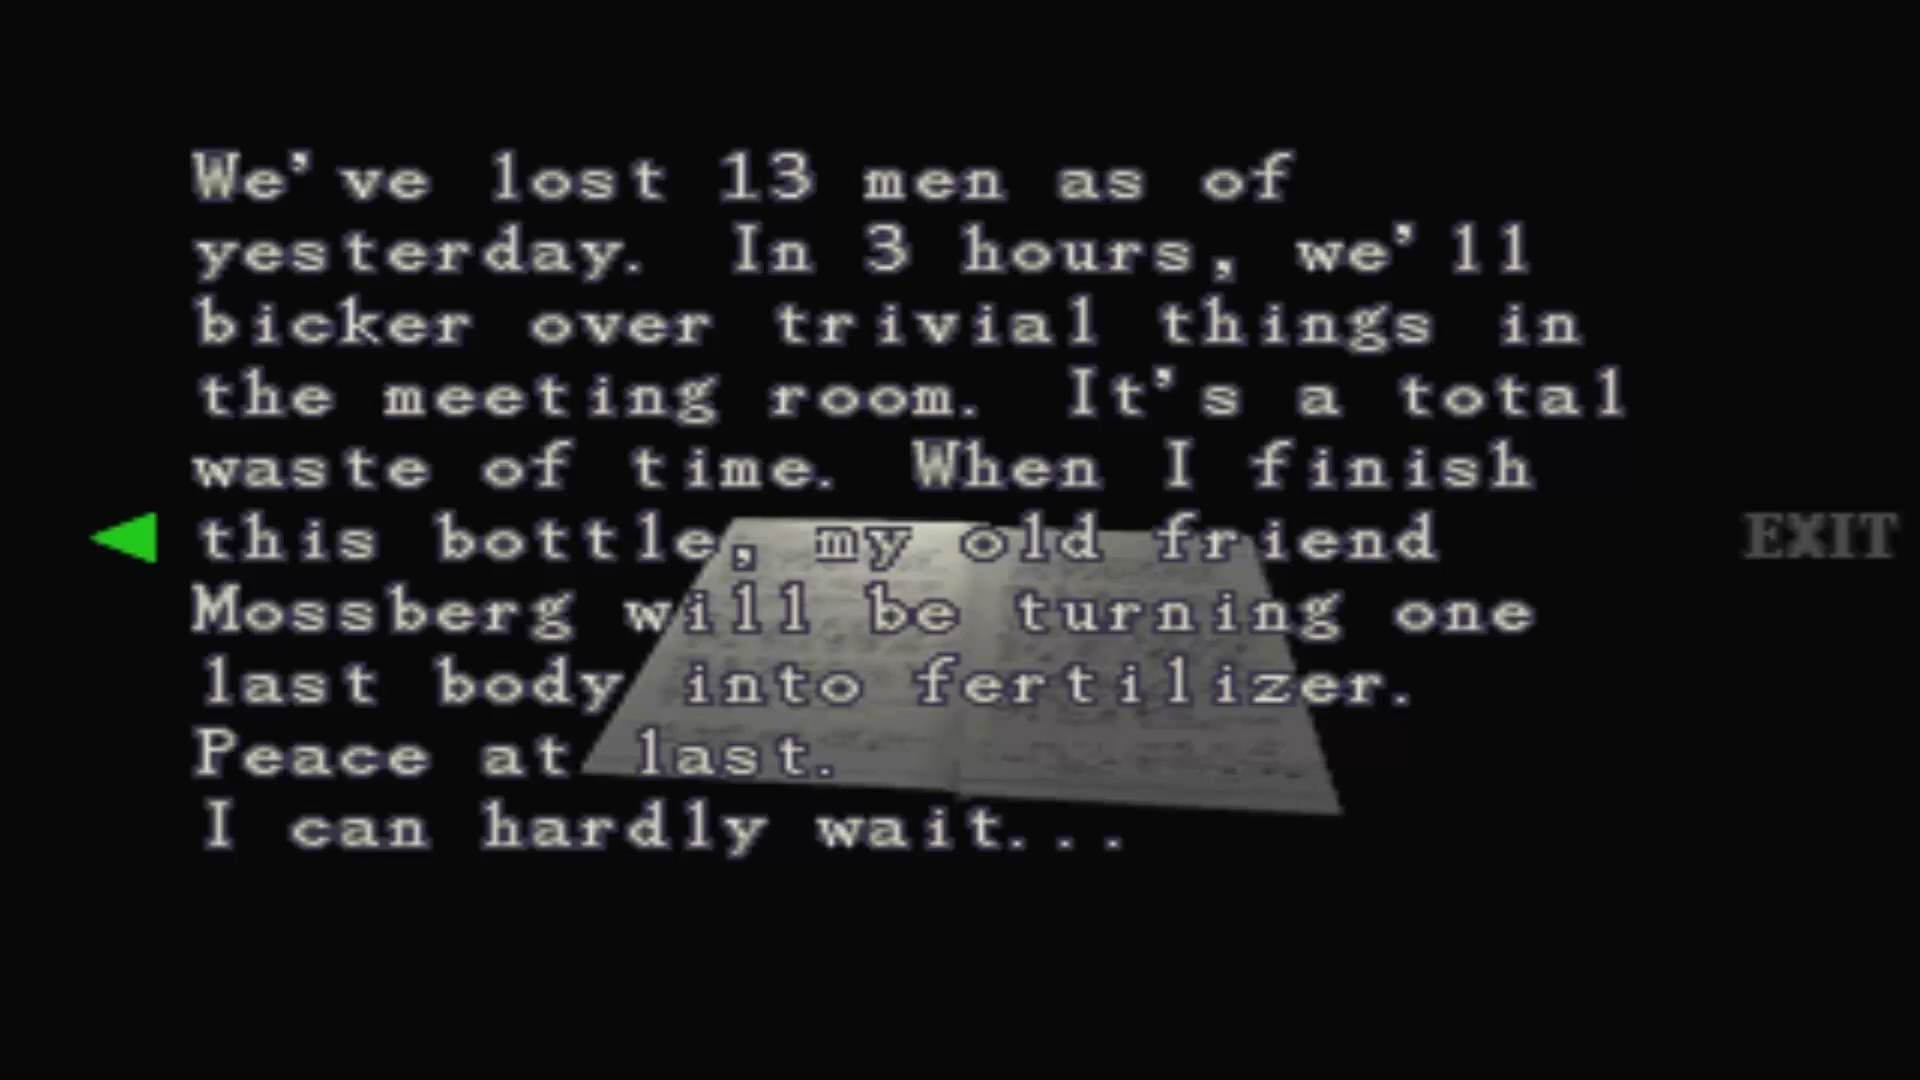 We've lost 13 men as of
yesterday. In 3 hours, we'll
bicker over trivial things in
the meeting room. It's a total
waste of time. When I finish
this bottle, my old friend
Mossberg will be turning one
last body into fertilizer.
Peace at last.
I can hardly wait...
EXIT